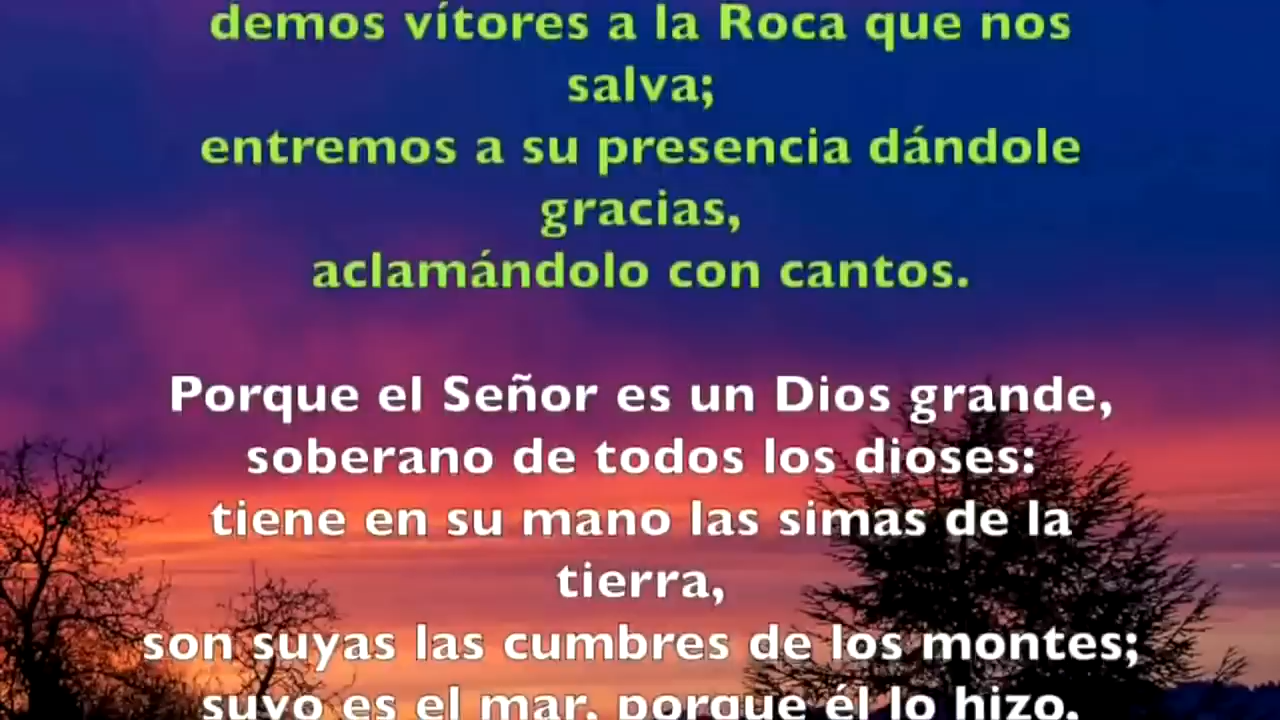 demos vítores a la Roca que nos
salva;
entremos a su presencia dándole
gracias,
aclamándolo con cantos.
Porque el Señor es un Dios grande,
soberano de todos los dioses:
tiene en su mano las simas de la
tierra,
son suyas las cumbres de los montes;
suyo es el mar, porque él lo hizo,